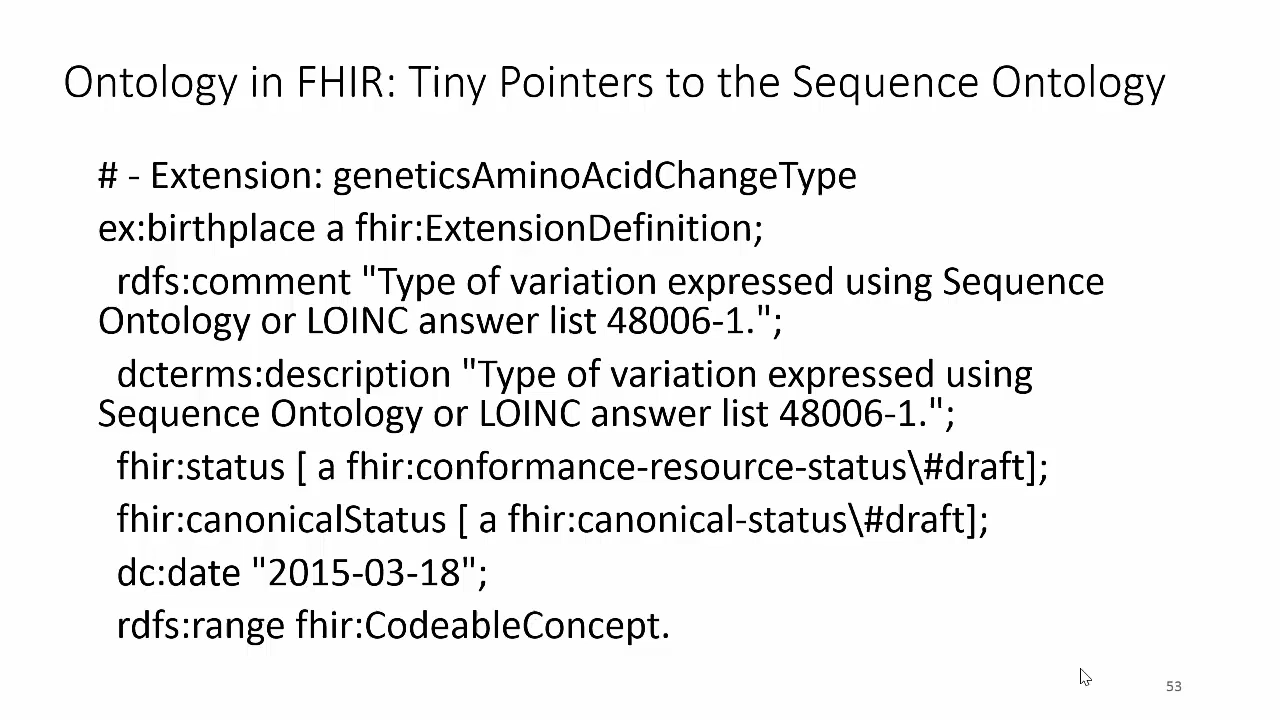 Ontology in FHIR: Tiny Pointers to the Sequence Ontology
# - Extension: geneticsAminoAcidChangeType
ex:birthplace a fhir:ExtensionDefinition;
rdfs:comment "Type of variation expressed using Sequence
Ontology or LOINC answer list 48006-1.";
dcterms:description "Type of variation expressed using
Sequence Ontology or LOINC answer list 48006-1.";
fhir:status [ a fhir:conformance-resource-status\#draft];
fhir:canonicalStatus [ a fhir:canonical-status\#draft];
dc:date "2015-03-18";
rdfs:range fhir:CodeableConcept.
53